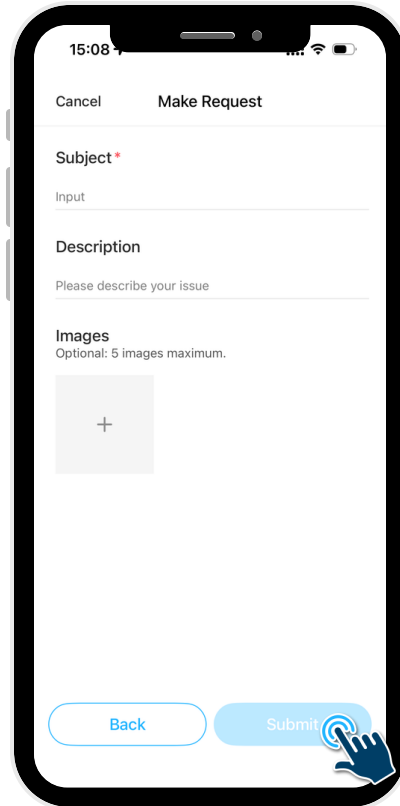 15:08
Cancel
Make Request
Subject *
Input
Description
Please describe your issue
Images
Optional: 5 images maximum.
+
Back
Submit